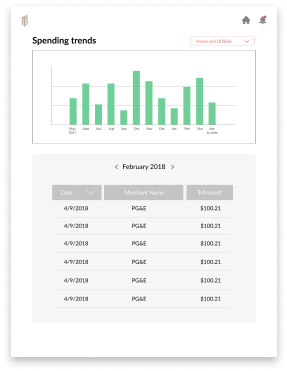 Spending trends
Home and Utilities
May June July Aug Sep Oct Nov Dec Jan Feb Mar Apr
2017 to date
February 2018
Date Merchant Name $ Amount
4/9/2018 PG&E $100.21
4/9/2018 PG&E $100.21
4/9/2018 PG&E $100.21
4/9/2018 PG&E $100.21
4/9/2018 PG&E $100.21
4/9/2018 PG&E $100.21